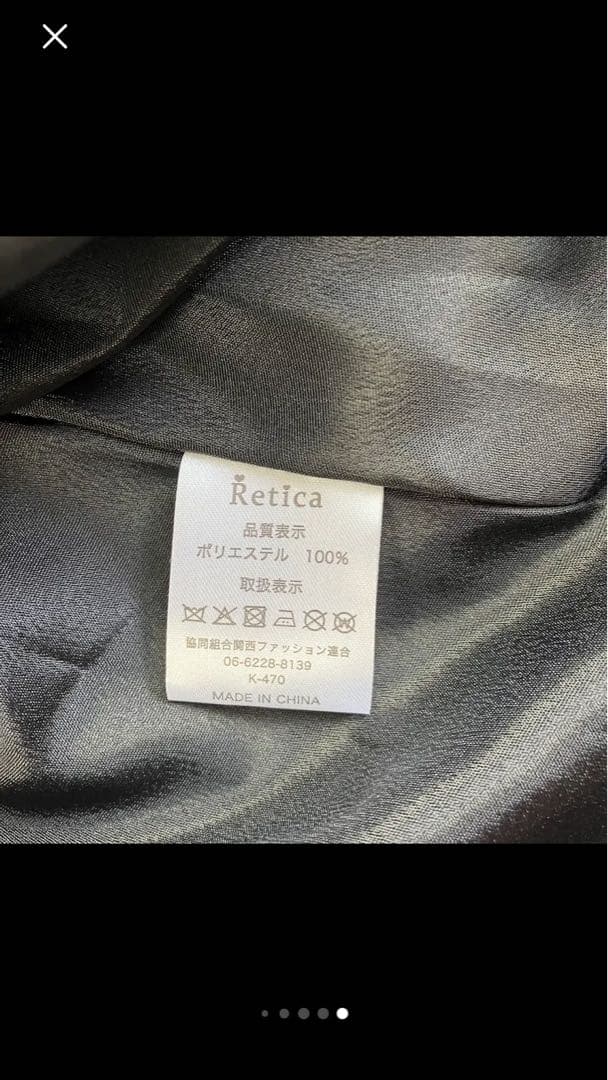 Retica
品質表示
ポリエステル 100%
取扱表示
協同組合関西ファッション連合
06-6228-8139
K-470
MADE IN CHINA